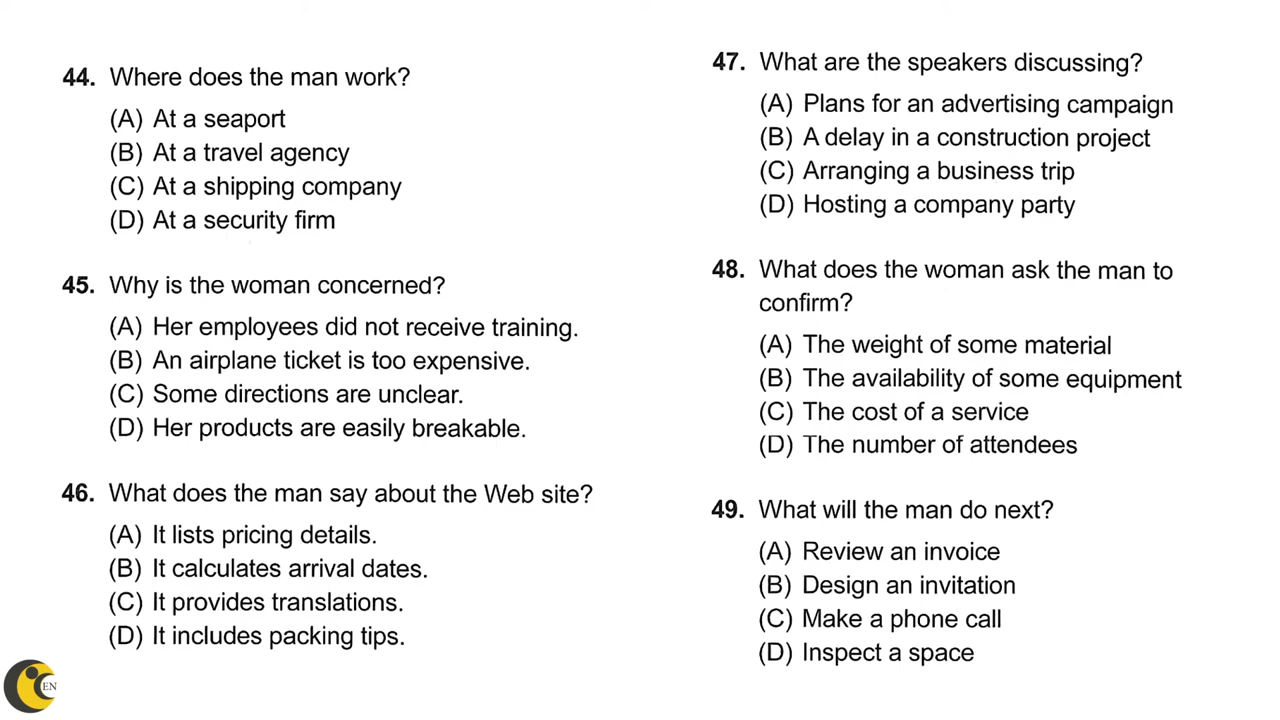 44. Where does the man work?
(A) At a seaport
(B) At a travel agency
(C) At a shipping company
(D) At a security firm
45. Why is the woman concerned?
(A) Her employees did not receive training.
(B) An airplane ticket is too expensive.
(C) Some directions are unclear.
(D) Her products are easily breakable.
46. What does the man say about the Web site?
(A) It lists pricing details.
(B) It calculates arrival dates.
(C) It provides translations.
(D) It includes packing tips.
47. What are the speakers discussing?
(A) Plans for an advertising campaign
(B) A delay in a construction project
(C) Arranging a business trip
(D) Hosting a company party
48. What does the woman ask the man to
confirm?
(A) The weight of some material
(B) The availability of some equipment
(C) The cost of a service
(D) The number of attendees
49. What will the man do next?
(A) Review an invoice
(B) Design an invitation
(C) Make a phone call
(D) Inspect a space
EN